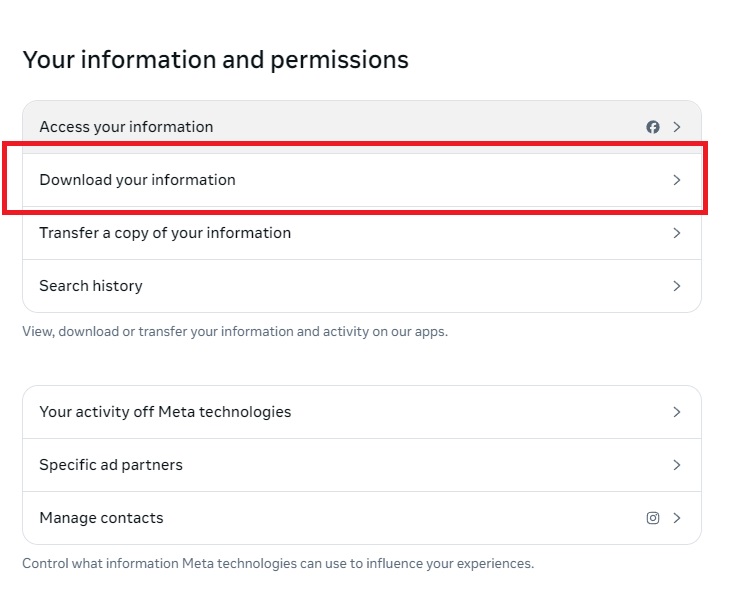 Your information and permissions
Access your information
Download your information
Transfer a copy of your information
Search history
View, download or transfer your information and activity on our apps.
Your activity off Meta technologies
Specific ad partners
Manage contacts
Control what information Meta technologies can use to influence your experiences.